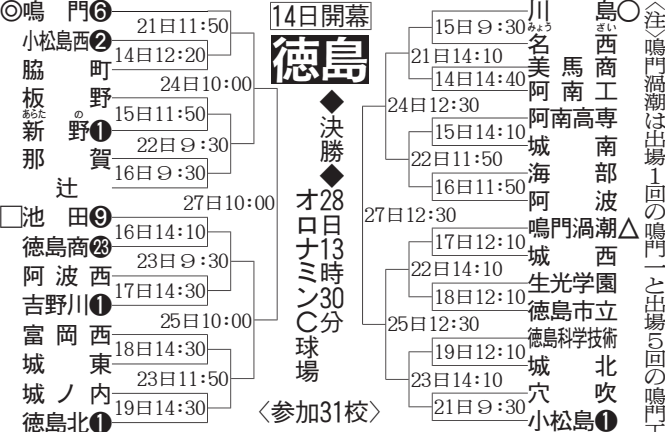 14日開幕
徳島
◆決勝◆
28日13時30分
オロナミンC球場
〈参加31校〉
◎鳴門❻
小松島西❷
脇町
板野
新野❶
あらた の
那賀
辻
□池田❾
徳島商㉓
阿波西
吉野川❶
富岡西
城東
城ノ内
徳島北❶
21日11:50
14日12:20
24日10:00
15日11:50
22日9:30
16日9:30
27日10:00
16日14:10
23日9:30
17日14:30
25日10:00
18日14:30
23日11:50
19日14:30
15日9:30
21日14:10
14日14:40
24日12:30
15日14:10
22日11:50
16日11:50
27日12:30
17日12:10
22日14:10
18日12:10
25日12:30
19日12:10
23日14:10
21日9:30
川島○
みょう ざい
名西
美馬商
阿南工
阿南高専
城南
海部
阿波
鳴門渦潮△
城西
生光学園
徳島市立
徳島科学技術
城北
穴吹
小松島❶
〈注〉鳴門渦潮は出場1回の鳴門一と出場5回の鳴門工